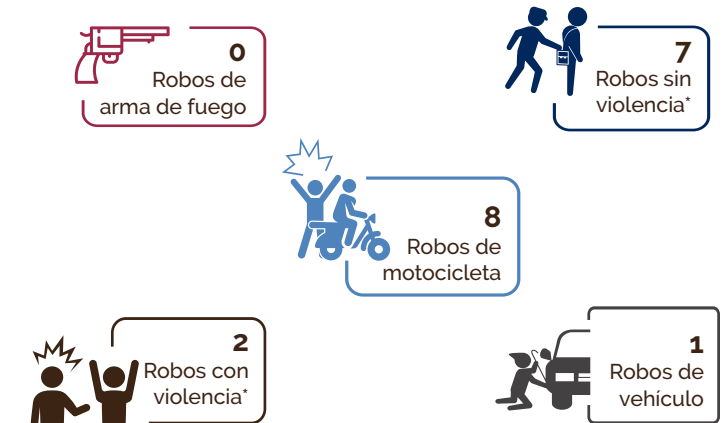 0
Robos de
arma de fuego
7
Robos sin
violencia*
8
Robos de
motocicleta
2
Robos con
violencia*
1
Robos de
vehículo